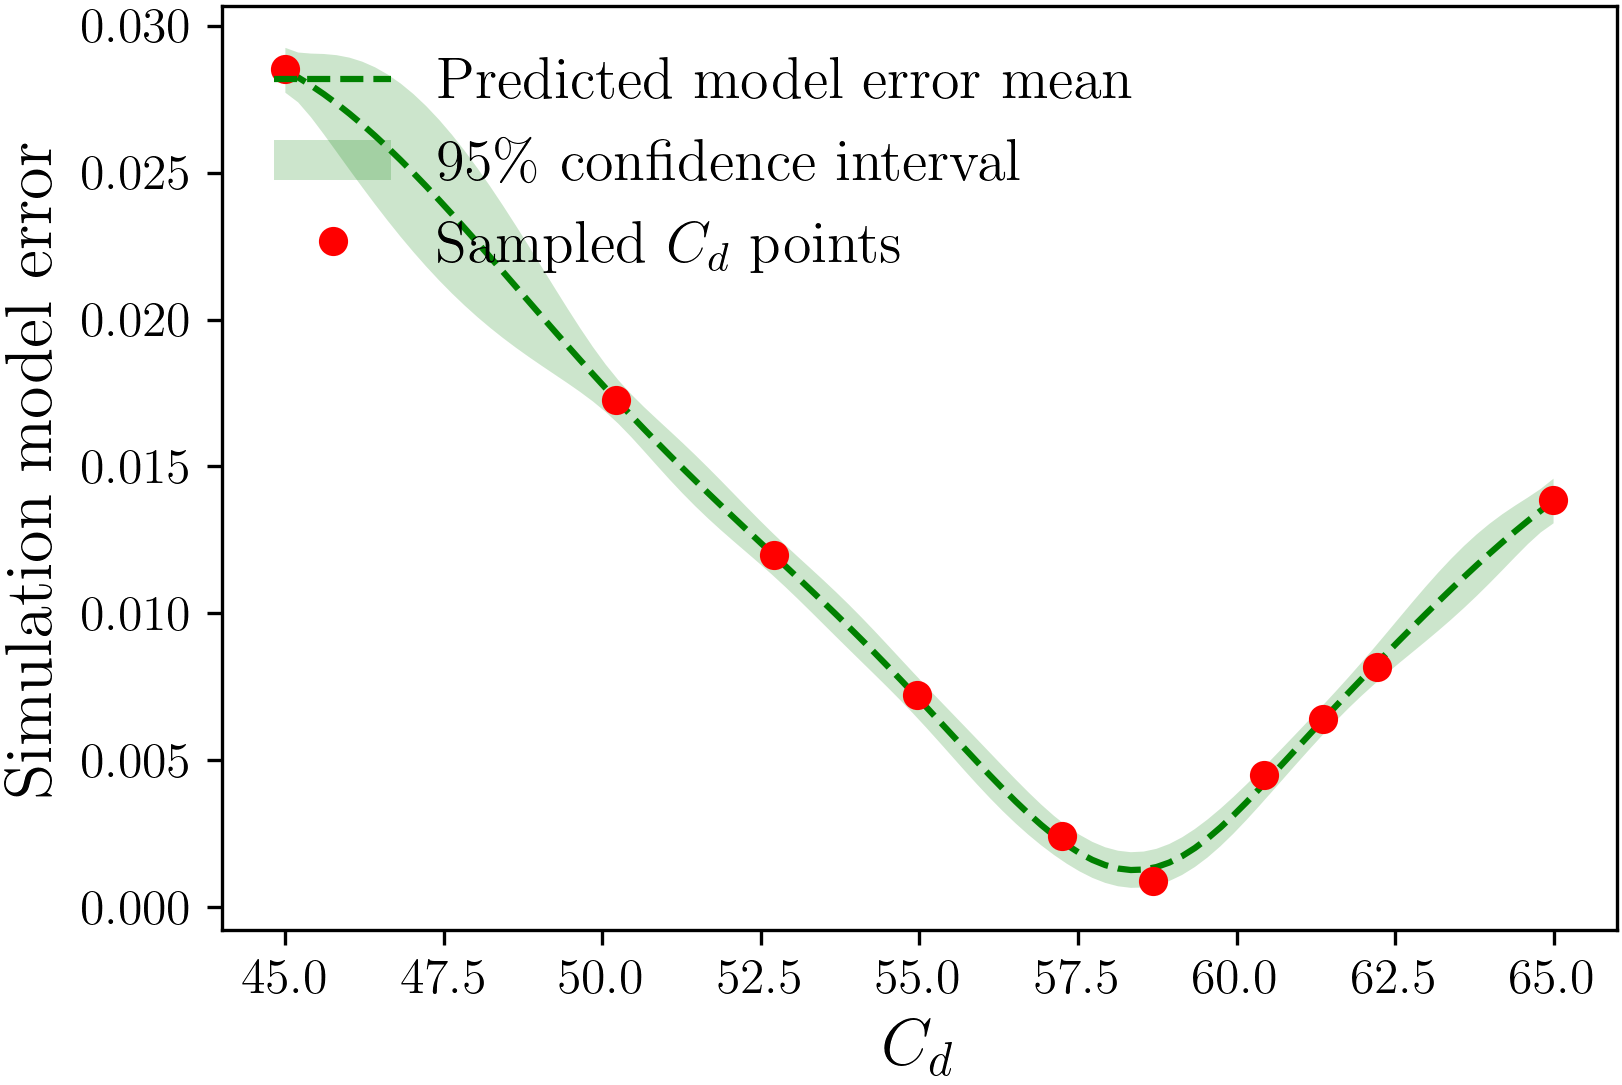 0.030
0.025
0.020
0.015
0.010
0.005
0.000
Simulation model error
Predicted model error mean
95% confidence interval
Sampled C_d points
45.0 47.5 50.0 52.5 55.0 57.5 60.0 62.5 65.0
C_d